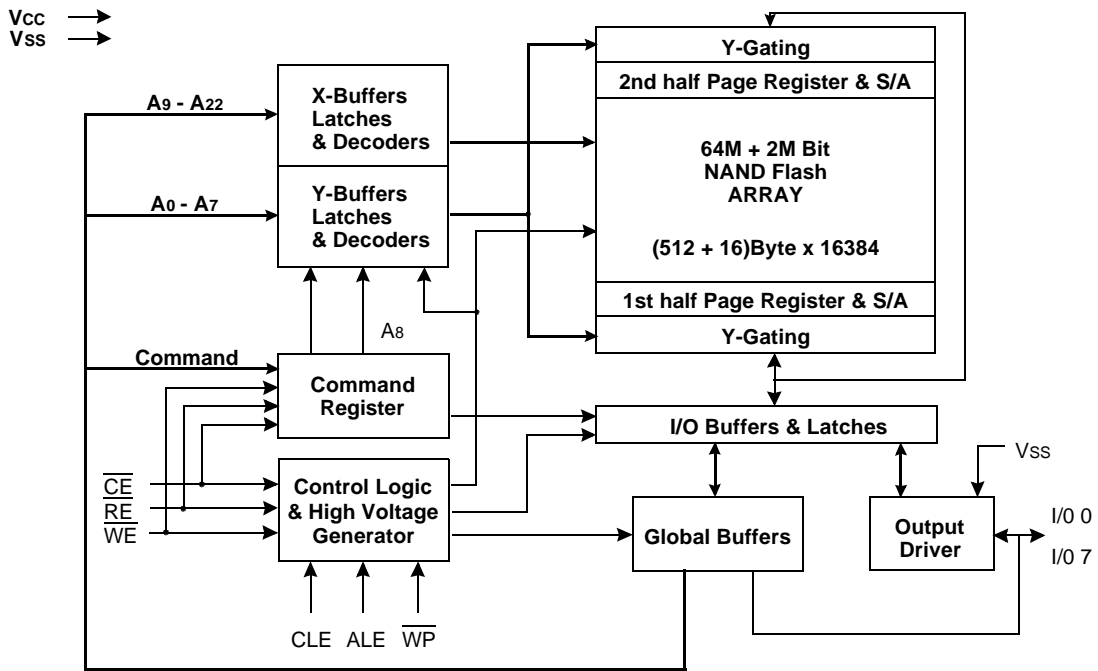 VCC
VSS
A9 - A22
X-Buffers
Latches
& Decoders
A0 - A7
Y-Buffers
Latches
& Decoders
Y-Gating
2nd half Page Register & S/A
64M + 2M Bit
NAND Flash
ARRAY
(512 + 16)Byte x 16384
1st half Page Register & S/A
Y-Gating
A8
Command
Command
Register
I/O Buffers & Latches
VSS
CE
RE
WE
Control Logic
& High Voltage
Generator
Global Buffers
Output
Driver
I/0 0
I/0 7
CLE
ALE
WP